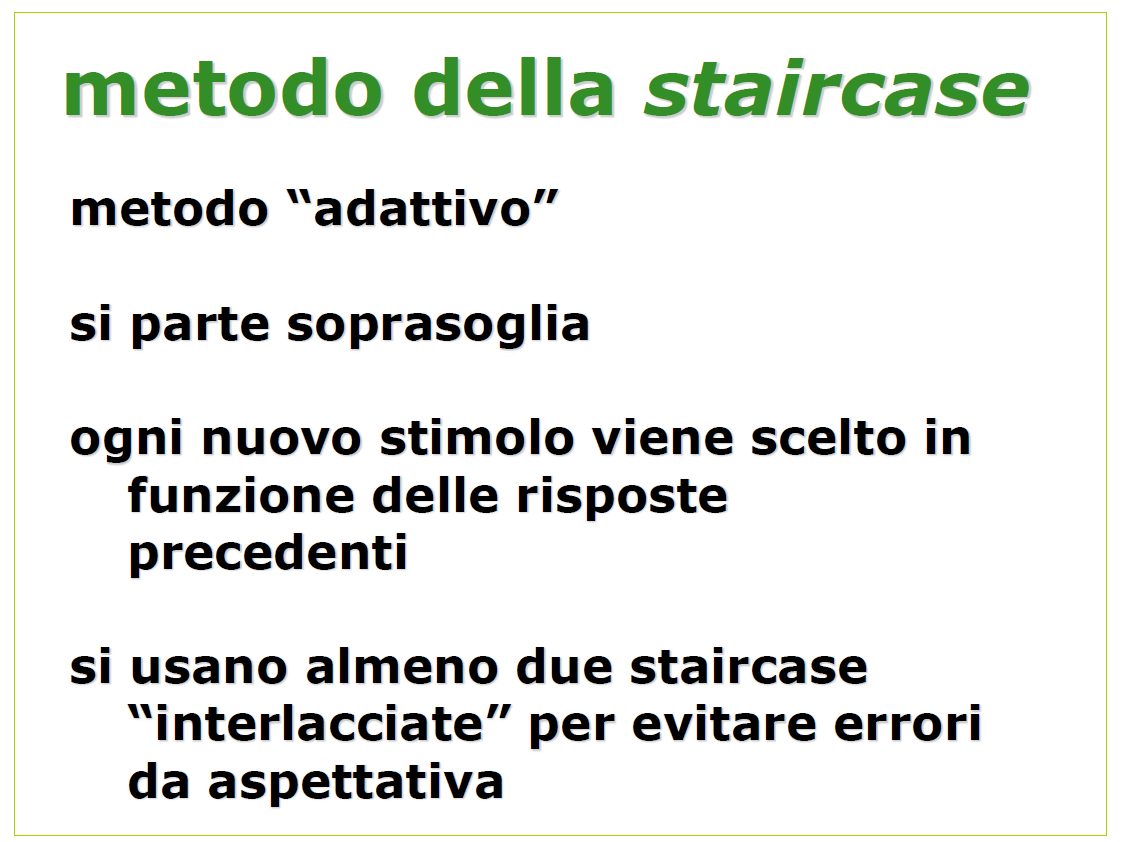 metodo della staircase
metodo “adattivo”
si parte soprasoglia
ogni nuovo stimolo viene scelto in
funzione delle risposte
precedenti
si usano almeno due staircase
“interlacciate” per evitare errori
da aspettativa